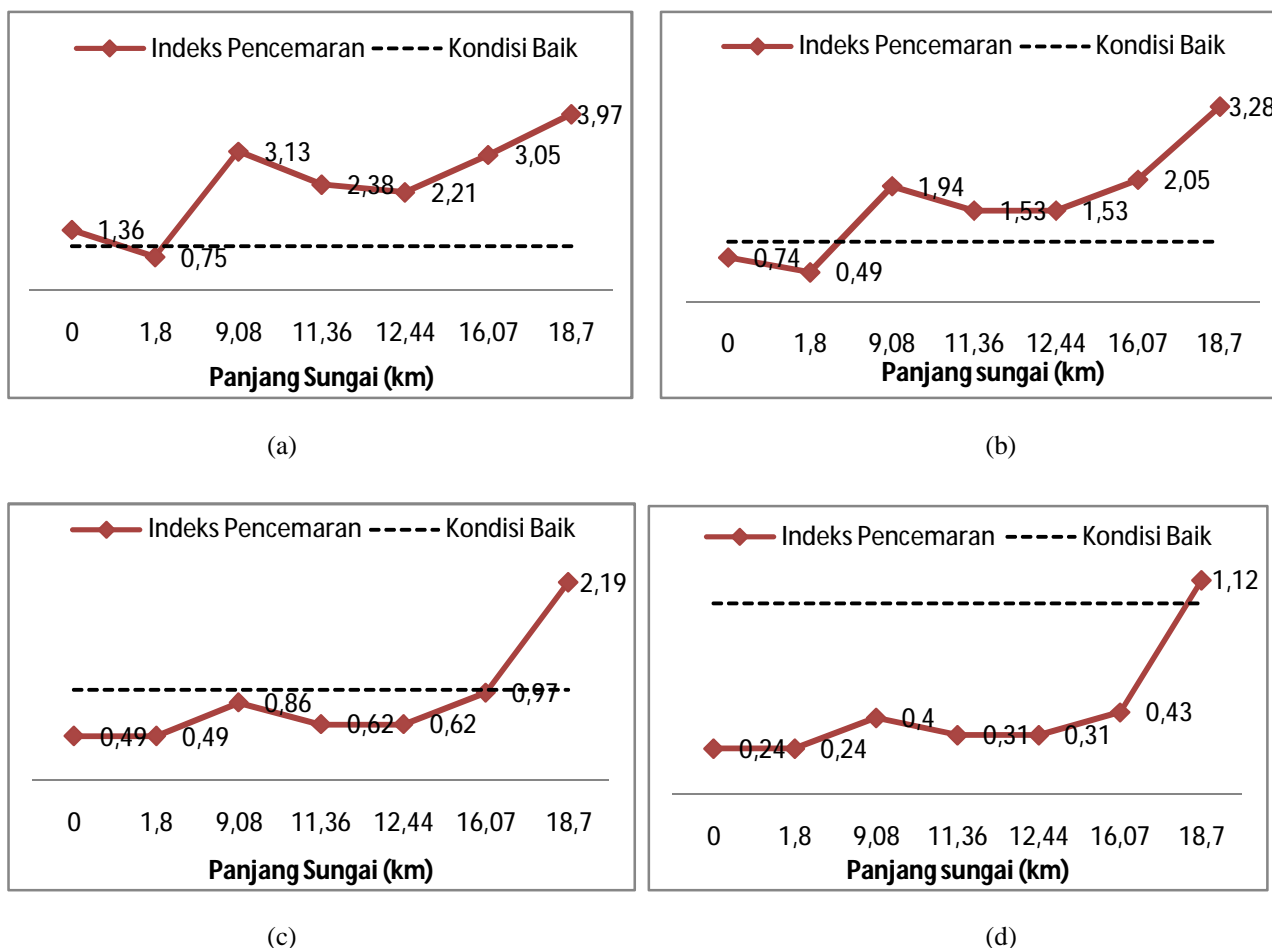 Indeks Pencemaran Kondisi Baik
1,36
0,75
3,13
2,38
2,21
3,05
3,97
0 1,8 9,08 11,36 12,44 16,07 18,7
Panjang Sungai (km)
(a)
Indeks Pencemaran Kondisi Baik
0,74
0,49
1,94
1,53
1,53
2,05
3,28
0 1,8 9,08 11,36 12,44 16,07 18,7
Panjang sungai (km)
(b)
Indeks Pencemaran Kondisi Baik
0,49
0,49
0,86
0,62
0,62
0,97
2,19
0 1,8 9,08 11,36 12,44 16,07 18,7
Panjang Sungai (km)
(c)
Indeks Pencemaran Kondisi Baik
0,24
0,24
0,4
0,31
0,31
0,43
1,12
0 1,8 9,08 11,36 12,44 16,07 18,7
Panjang sungai (km)
(d)